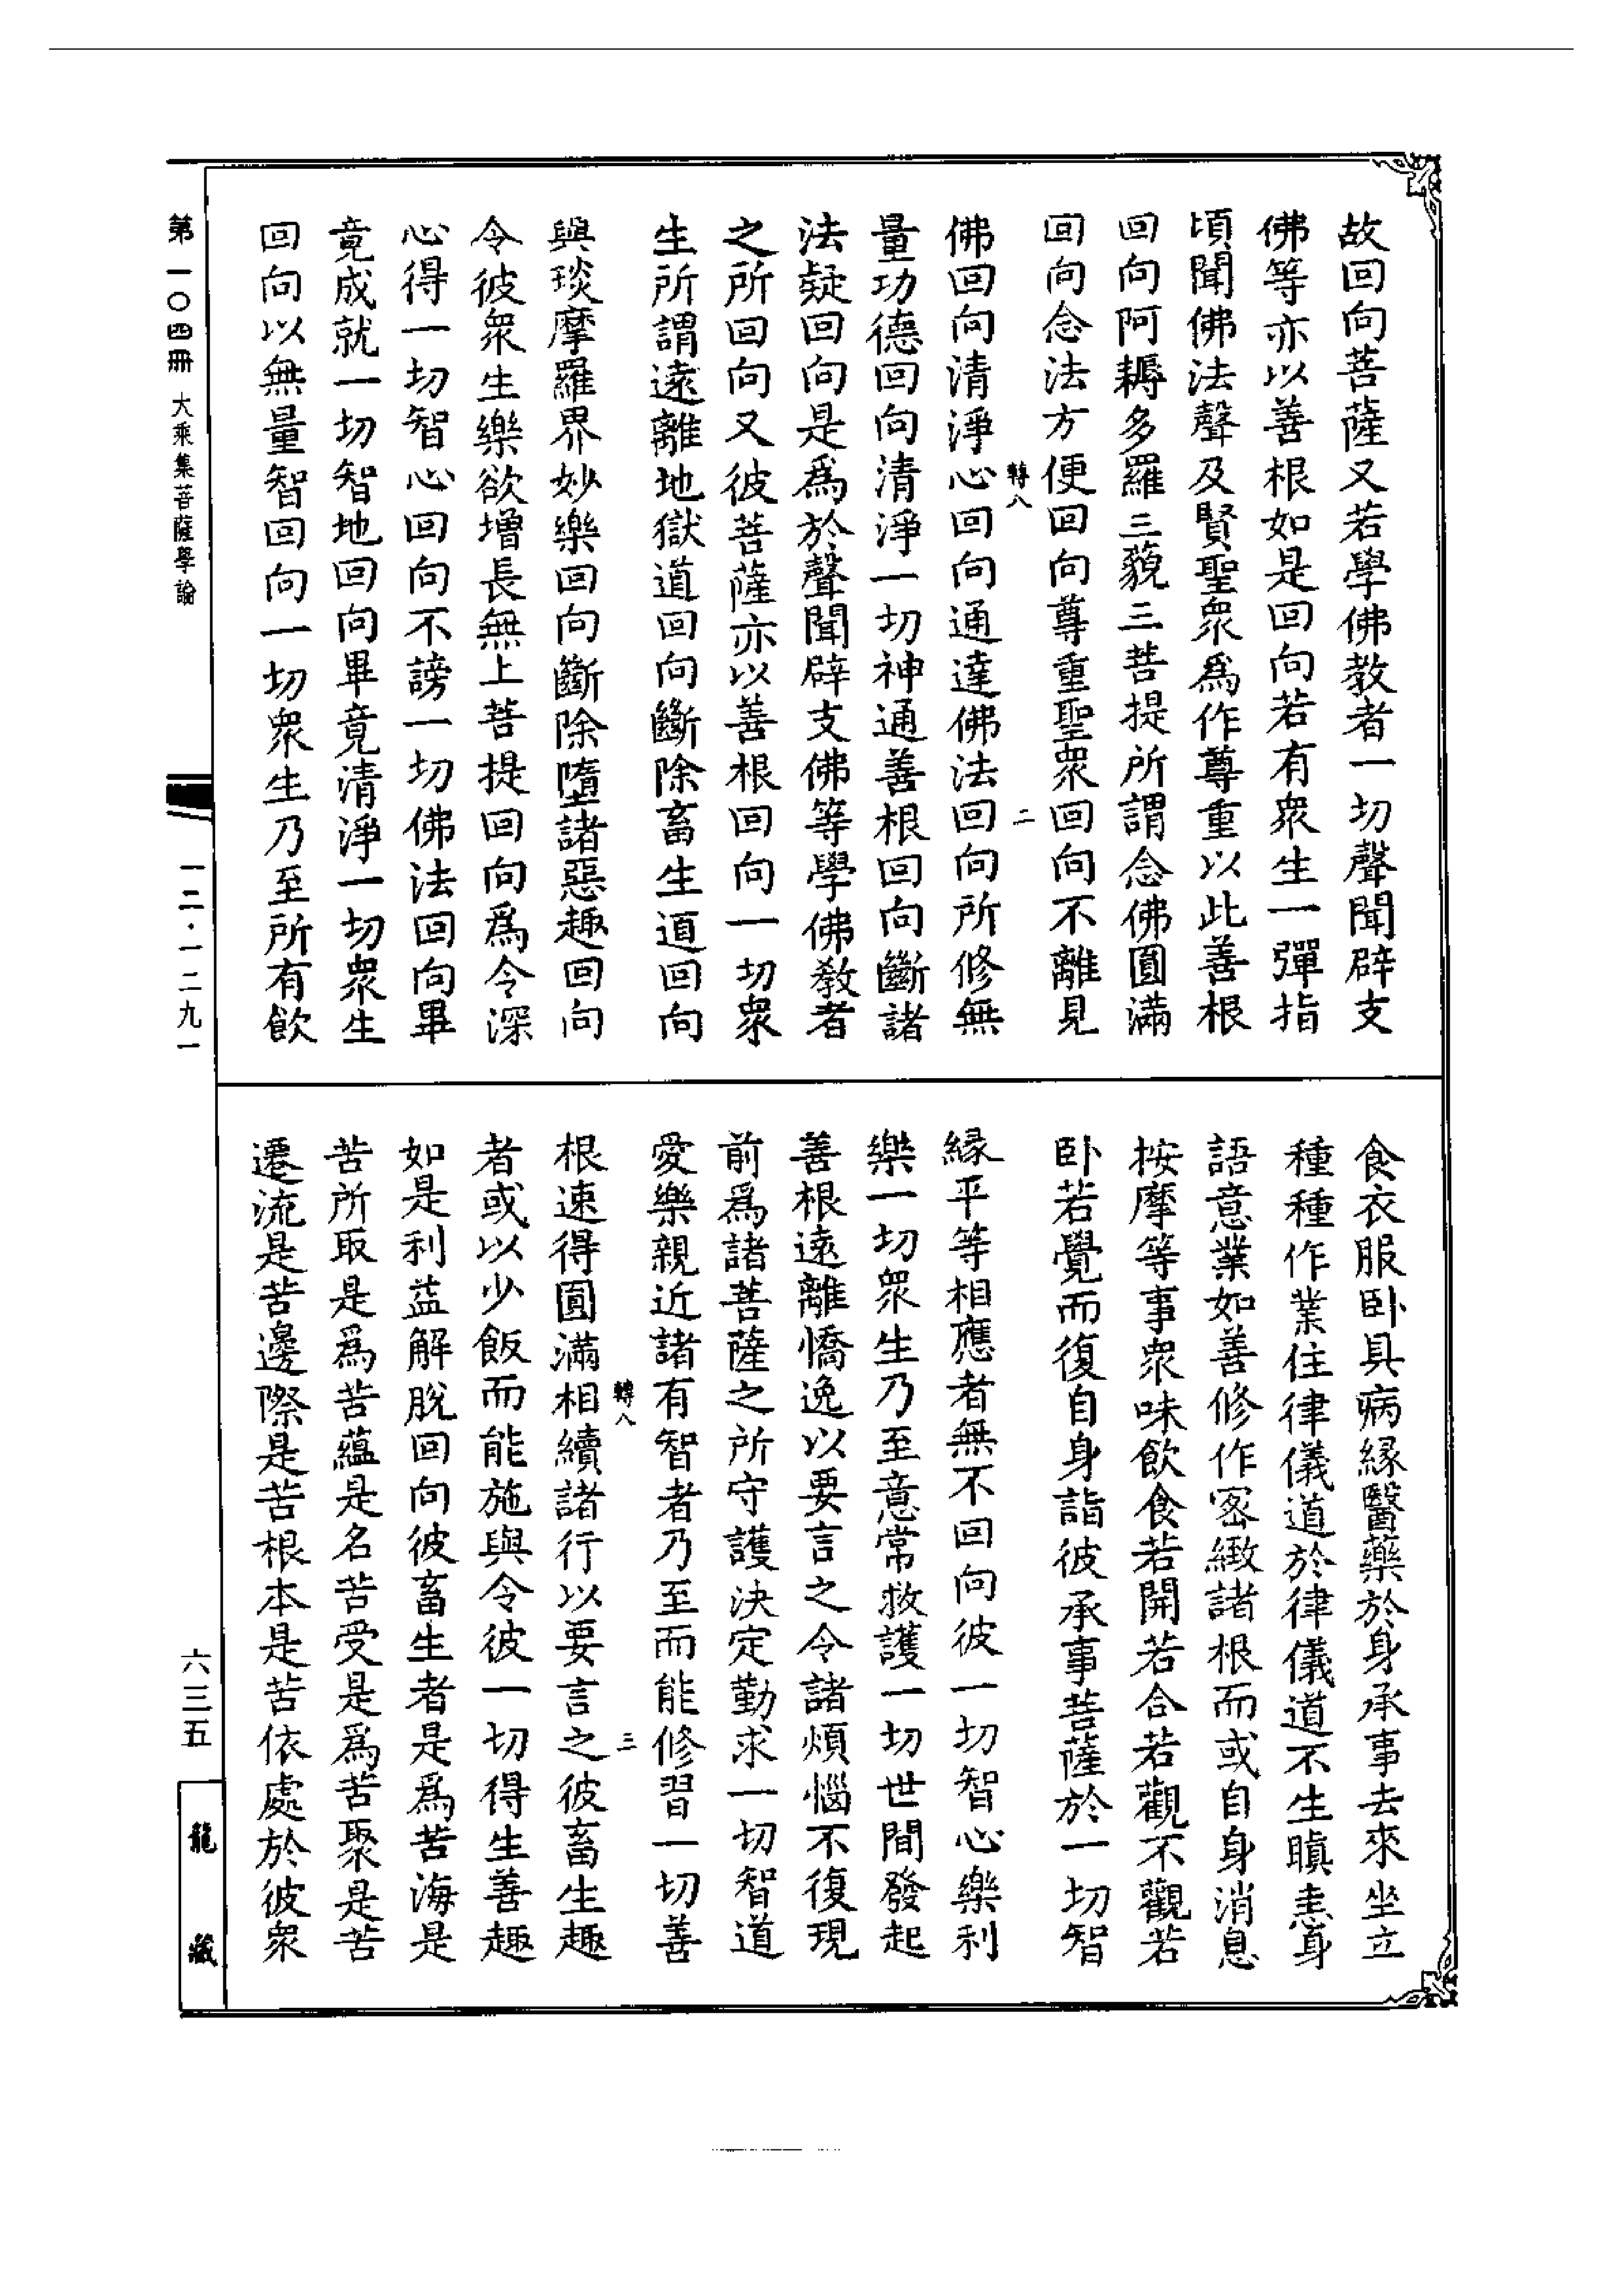 故回向菩薩又若學佛教者一切聲聞辟支
佛等亦以善根如是回向若有衆生一彈指
頃聞佛法聲及賢聖衆爲作尊重以此善根
回向阿耨多羅三藐三菩提所謂念佛圓滿
回向念法方便回向尊重聖衆回向不離見
轉八
二
佛回向清淨心回向通達佛法回向所修無
量功德回向清淨一切神通善根回向斷諸
法疑回向是爲於聲聞辟支佛等學佛教者
之所回向又彼菩薩亦以善根回向一切衆
生所謂遠離地獄道回向斷除畜生道回向
與琰摩羅界妙樂回向斷除墮諸惡趣回向
令彼衆生樂欲增長無上菩提回向爲令深
心得一切智心回向不謗一切佛法回向畢
竟成就一切智地回向畢竟清淨一切衆生
回向以無量智回向一切衆生乃至所有飲
食衣服卧具病緣醫藥於身承事去來坐立
種種作業住律儀道於律儀道不生瞋恚身
語意業如善修作密緻諸根而或自身消息
按摩等事衆味飲食若開若合若觀不觀若
卧若覺而復自身詣彼承事菩薩於一切智
緣平等相應者無不回向彼一切智心樂利
樂一切衆生乃至意常救護一切世間發起
善根遠離憍逸以要言之令諸煩惱不復現
前爲諸菩薩之所守護決定勤求一切智道
愛樂親近諸有智者乃至而能修習一切善
轉八
三
根速得圓滿相續諸行以要言之彼畜生趣
者或以少飯而能施與令彼一切得生善趣
如是利益解脫回向彼畜生者是爲苦海是
苦所取是爲苦蘊是名苦受是爲苦聚是苦
遷流是苦邊際是苦根本是苦依處於彼衆
第一〇四冊 大乘集菩薩學論
一二·一二九一
六三五
龍藏